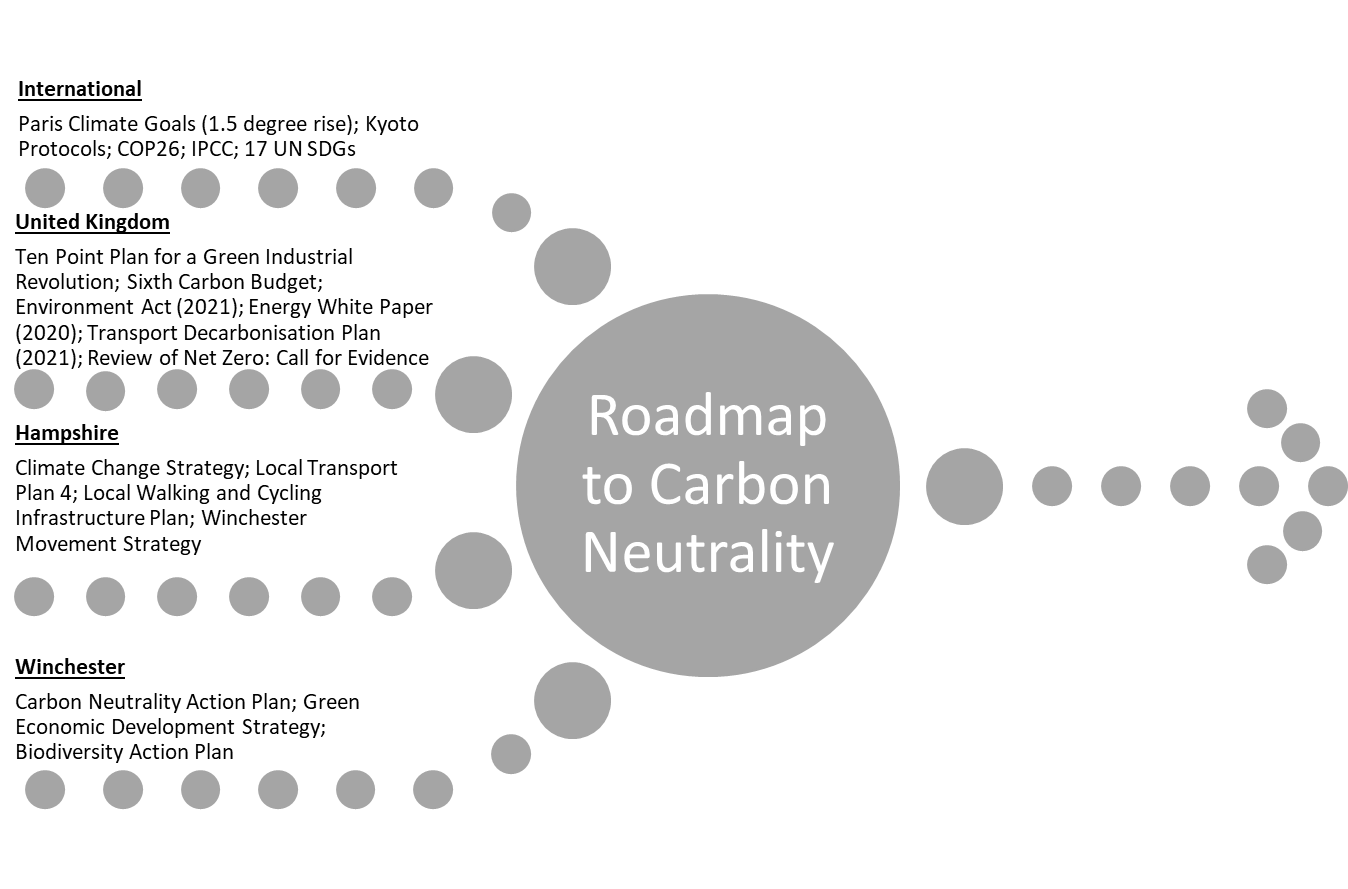 International
Paris Climate Goals (1.5 degree rise); Kyoto
Protocols; COP26; IPCC; 17 UN SDGs
United Kingdom
Ten Point Plan for a Green Industrial
Revolution; Sixth Carbon Budget;
Environment Act (2021); Energy White Paper
(2020); Transport Decarbonisation Plan
(2021); Review of Net Zero: Call for Evidence
Hampshire
Climate Change Strategy; Local Transport
Plan 4; Local Walking and Cycling
Infrastructure Plan; Winchester
Movement Strategy
Winchester
Carbon Neutrality Action Plan; Green
Economic Development Strategy;
Biodiversity Action Plan
Roadmap
to Carbon
Neutrality